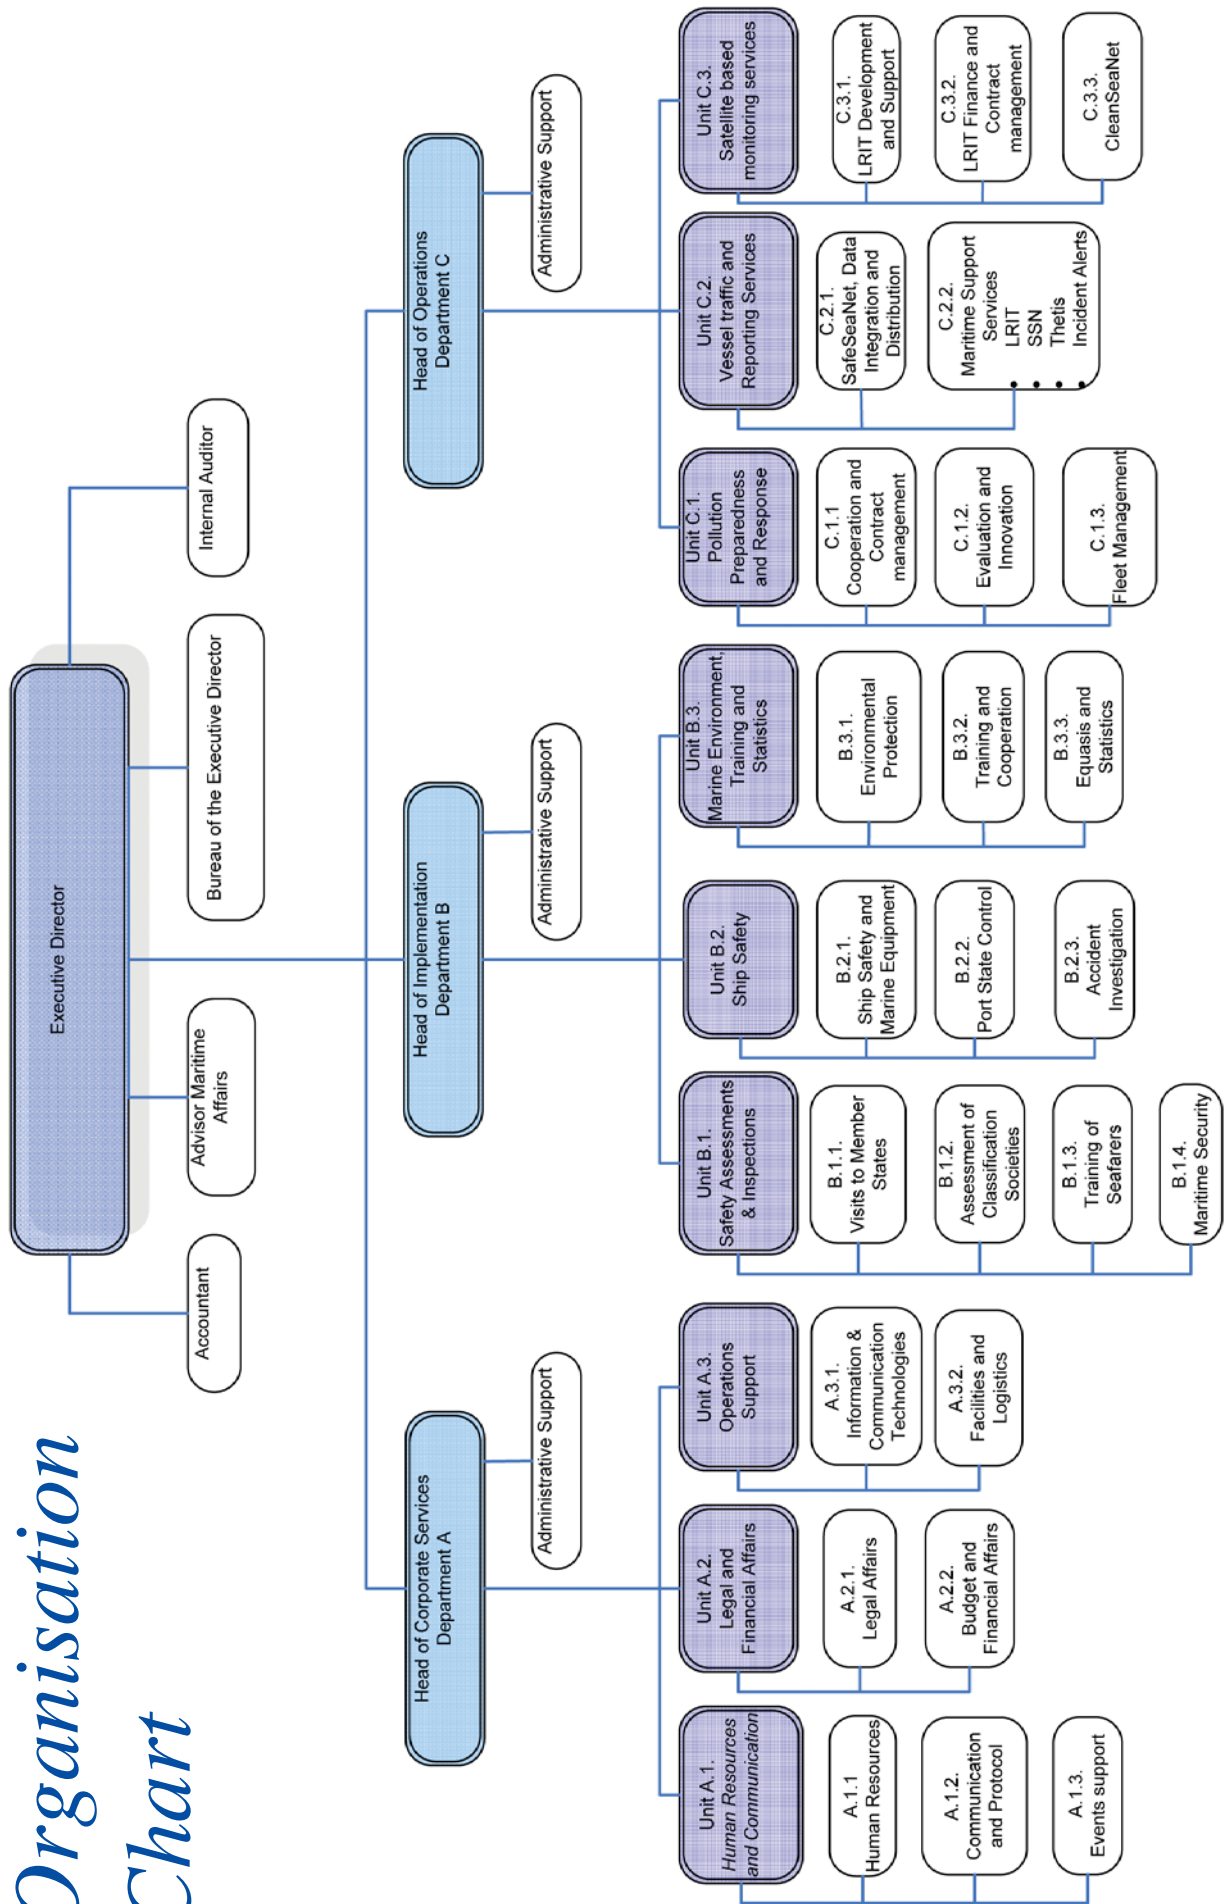 Organisation
Chart
Executive Director
Accountant
Advisor Maritime
Affairs
Bureau of the Executive Director
Internal Auditor
Head of Corporate Services
Department A
Administrative Support
Head of Implementation
Department B
Administrative Support
Head of Operations
Department C
Administrative Support
Unit A.1.
Human Resources
and Communication
A.1.1
Human Resources
A.1.2.
Communication
and Protocol
A.1.3.
Events support
Unit A.2.
Legal and
Financial Affairs
A.2.1.
Legal Affairs
A.2.2.
Budget and
Financial Affairs
Unit A.3.
Operations
Support
A.3.1.
Information &
Communication
Technologies
A.3.2.
Facilities and
Logistics
Unit B.1.
Safety Assessments
& Inspections
B.1.1.
Visits to Member
States
B.1.2.
Assessment of
Classification
Societies
B.1.3.
Training of
Seafarers
B.1.4.
Maritime Security
Unit B.2.
Ship Safety
B.2.1.
Ship Safety and
Marine Equipment
B.2.2.
Port State Control
B.2.3.
Accident
Investigation
Unit B.3.
Marine Environment,
Training and
Statistics
B.3.1.
Environmental
Protection
B.3.2.
Training and
Cooperation
B.3.3.
Equasis and
Statistics
Unit C.1.
Pollution
Preparedness
and Response
C.1.1
Cooperation and
Contract
management
C.1.2.
Evaluation and
Innovation
C.1.3.
Fleet Management
Unit C.2.
Vessel traffic and
Reporting Services
C.2.1.
SafeSeaNet, Data
Integration and
Distribution
C.2.2.
Maritime Support
Services
• LRIT
• SSN
• Thetis
• Incident Alerts
Unit C.3.
Satellite based
monitoring services
C.3.1.
LRIT Development
and Support
C.3.2.
LRIT Finance and
Contract
management
C.3.3.
CleanSeaNet